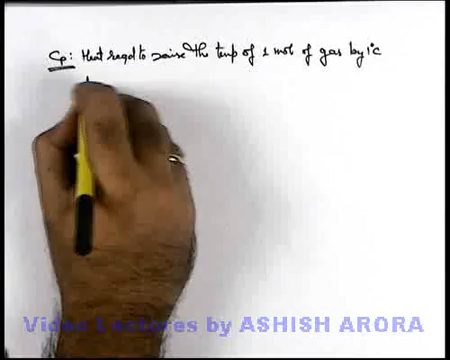 Cp: Heat reqd to raise the temp of 1 mol of gas by 1°C
Video Lectures by ASHISH ARORA